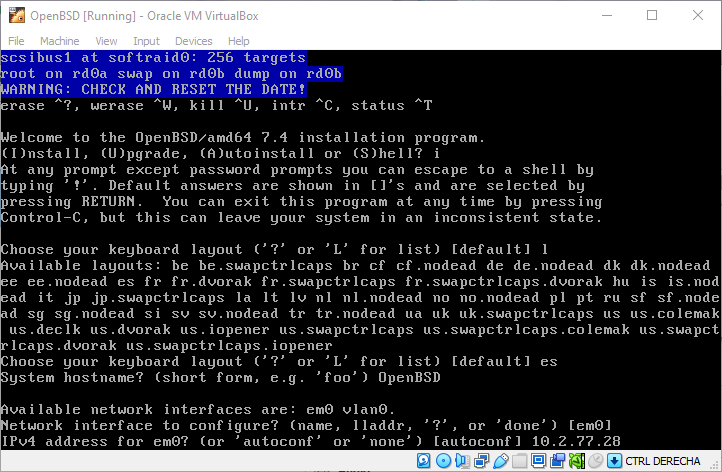 OpenBSD [Running] - Oracle VM VirtualBox
File Machine View Input Devices Help
scsibus1 at softraid0: 256 targets
root on rd0a swap on rd0b dump on rd0b
WARNING: CHECK AND RESET THE DATE!
erase ^?, werase ^W, kill ^U, intr ^C, status ^T
Welcome to the OpenBSD/amd64 7.4 installation program.
(I)nstall, (U)pgrade, (A)utoinstall or (S)hell? i
At any prompt except password prompts you can escape to a shell by
typing '!'. Default answers are shown in []'s and are selected by
pressing RETURN.  You can exit this program at any time by pressing
Control-C, but this can leave your system in an inconsistent state.
Choose your keyboard layout ('?' or 'L' for list) [default] l
Available layouts: be be.swapctrlcaps br cf cf.nodead de de.nodead dk dk.nodead
ee ee.nodead es fr fr.dvorak fr.swapctrlcaps fr.swapctrlcaps.dvorak hu is is.nod
ead it jp jp.swapctrlcaps la lt lv nl nl.nodead no no.nodead pl pt ru sf sf.node
ad sg sg.nodead si sv sv.nodead tr tr.nodead ua uk uk.swapctrlcaps us us.colemak
us.declk us.dvorak us.iopener us.swapctrlcaps us.swapctrlcaps.colemak us.swapct
rlcaps.dvorak us.swapctrlcaps.iopener
Choose your keyboard layout ('?' or 'L' for list) [default] es
System hostname? (short form, e.g. 'foo') OpenBSD
Available network interfaces are: em0 vlan0.
Network interface to configure? (name, lladdr, '?', or 'done') [em0]
IPv4 address for em0? (or 'autoconf' or 'none') [autoconf] 10.2.77.28
CTRL DERECHA